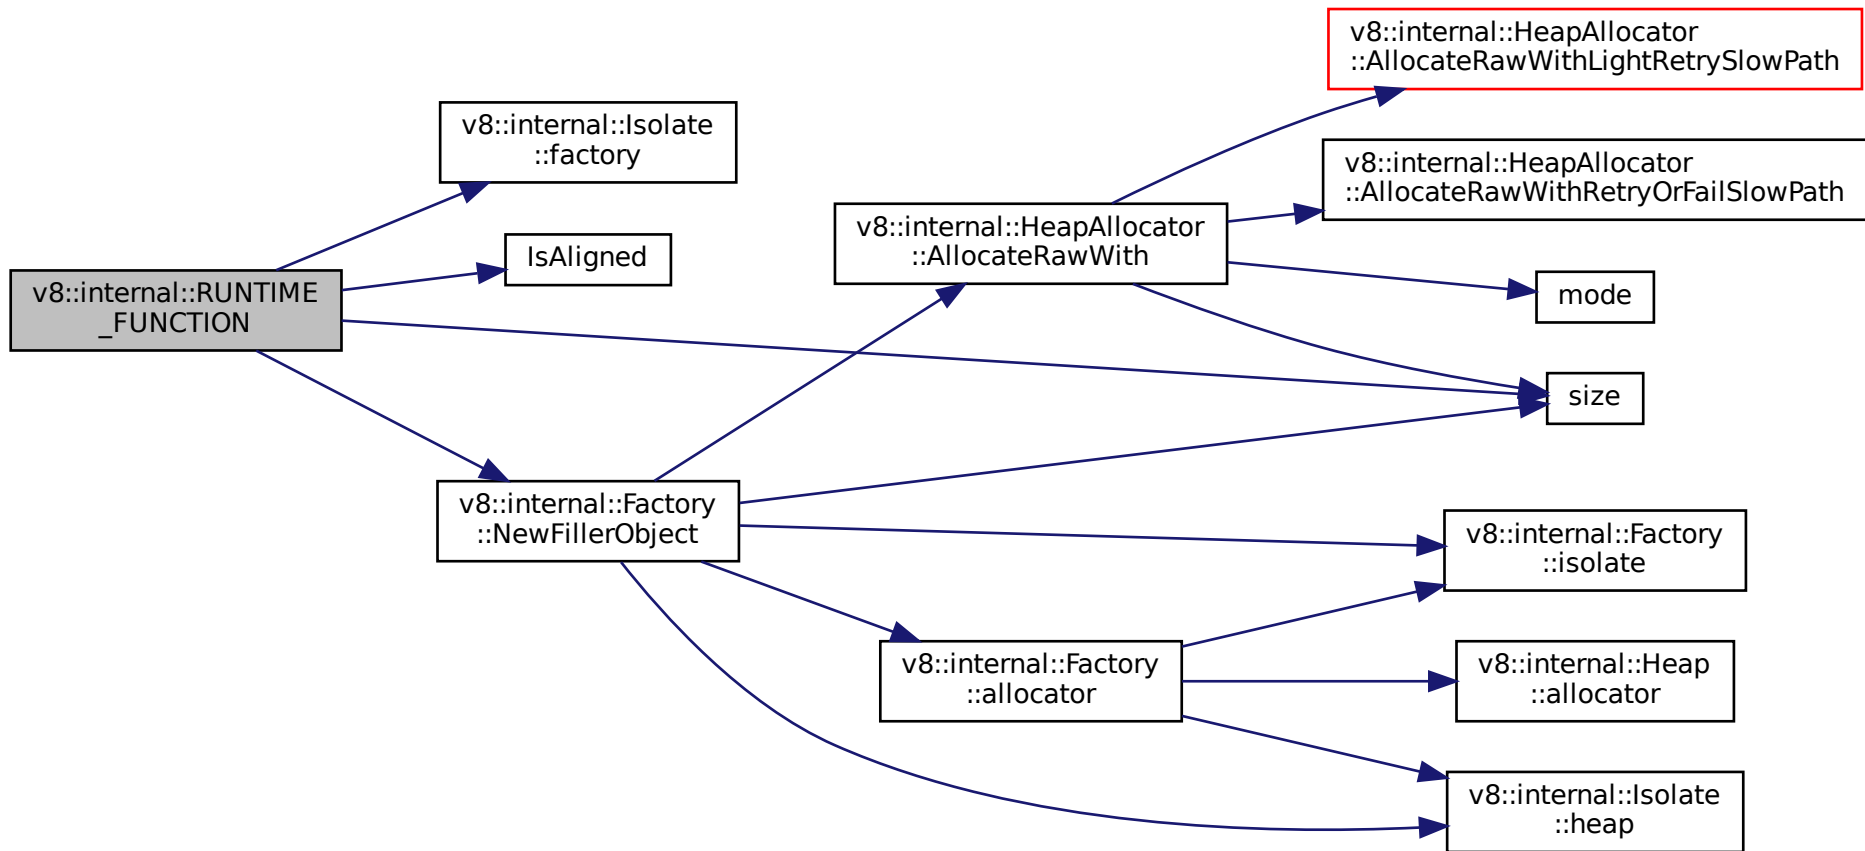 v8::internal::HeapAllocator
::AllocateRawWithLightRetrySlowPath
v8::internal::Isolate
::factory
v8::internal::HeapAllocator
::AllocateRawWithRetryOrFailSlowPath
v8::internal::HeapAllocator
::AllocateRawWith
IsAligned
v8::internal::RUNTIME
_FUNCTION
mode
size
v8::internal::Factory
::NewFillerObject
v8::internal::Factory
::isolate
v8::internal::Factory
::allocator
v8::internal::Heap
::allocator
v8::internal::Isolate
::heap